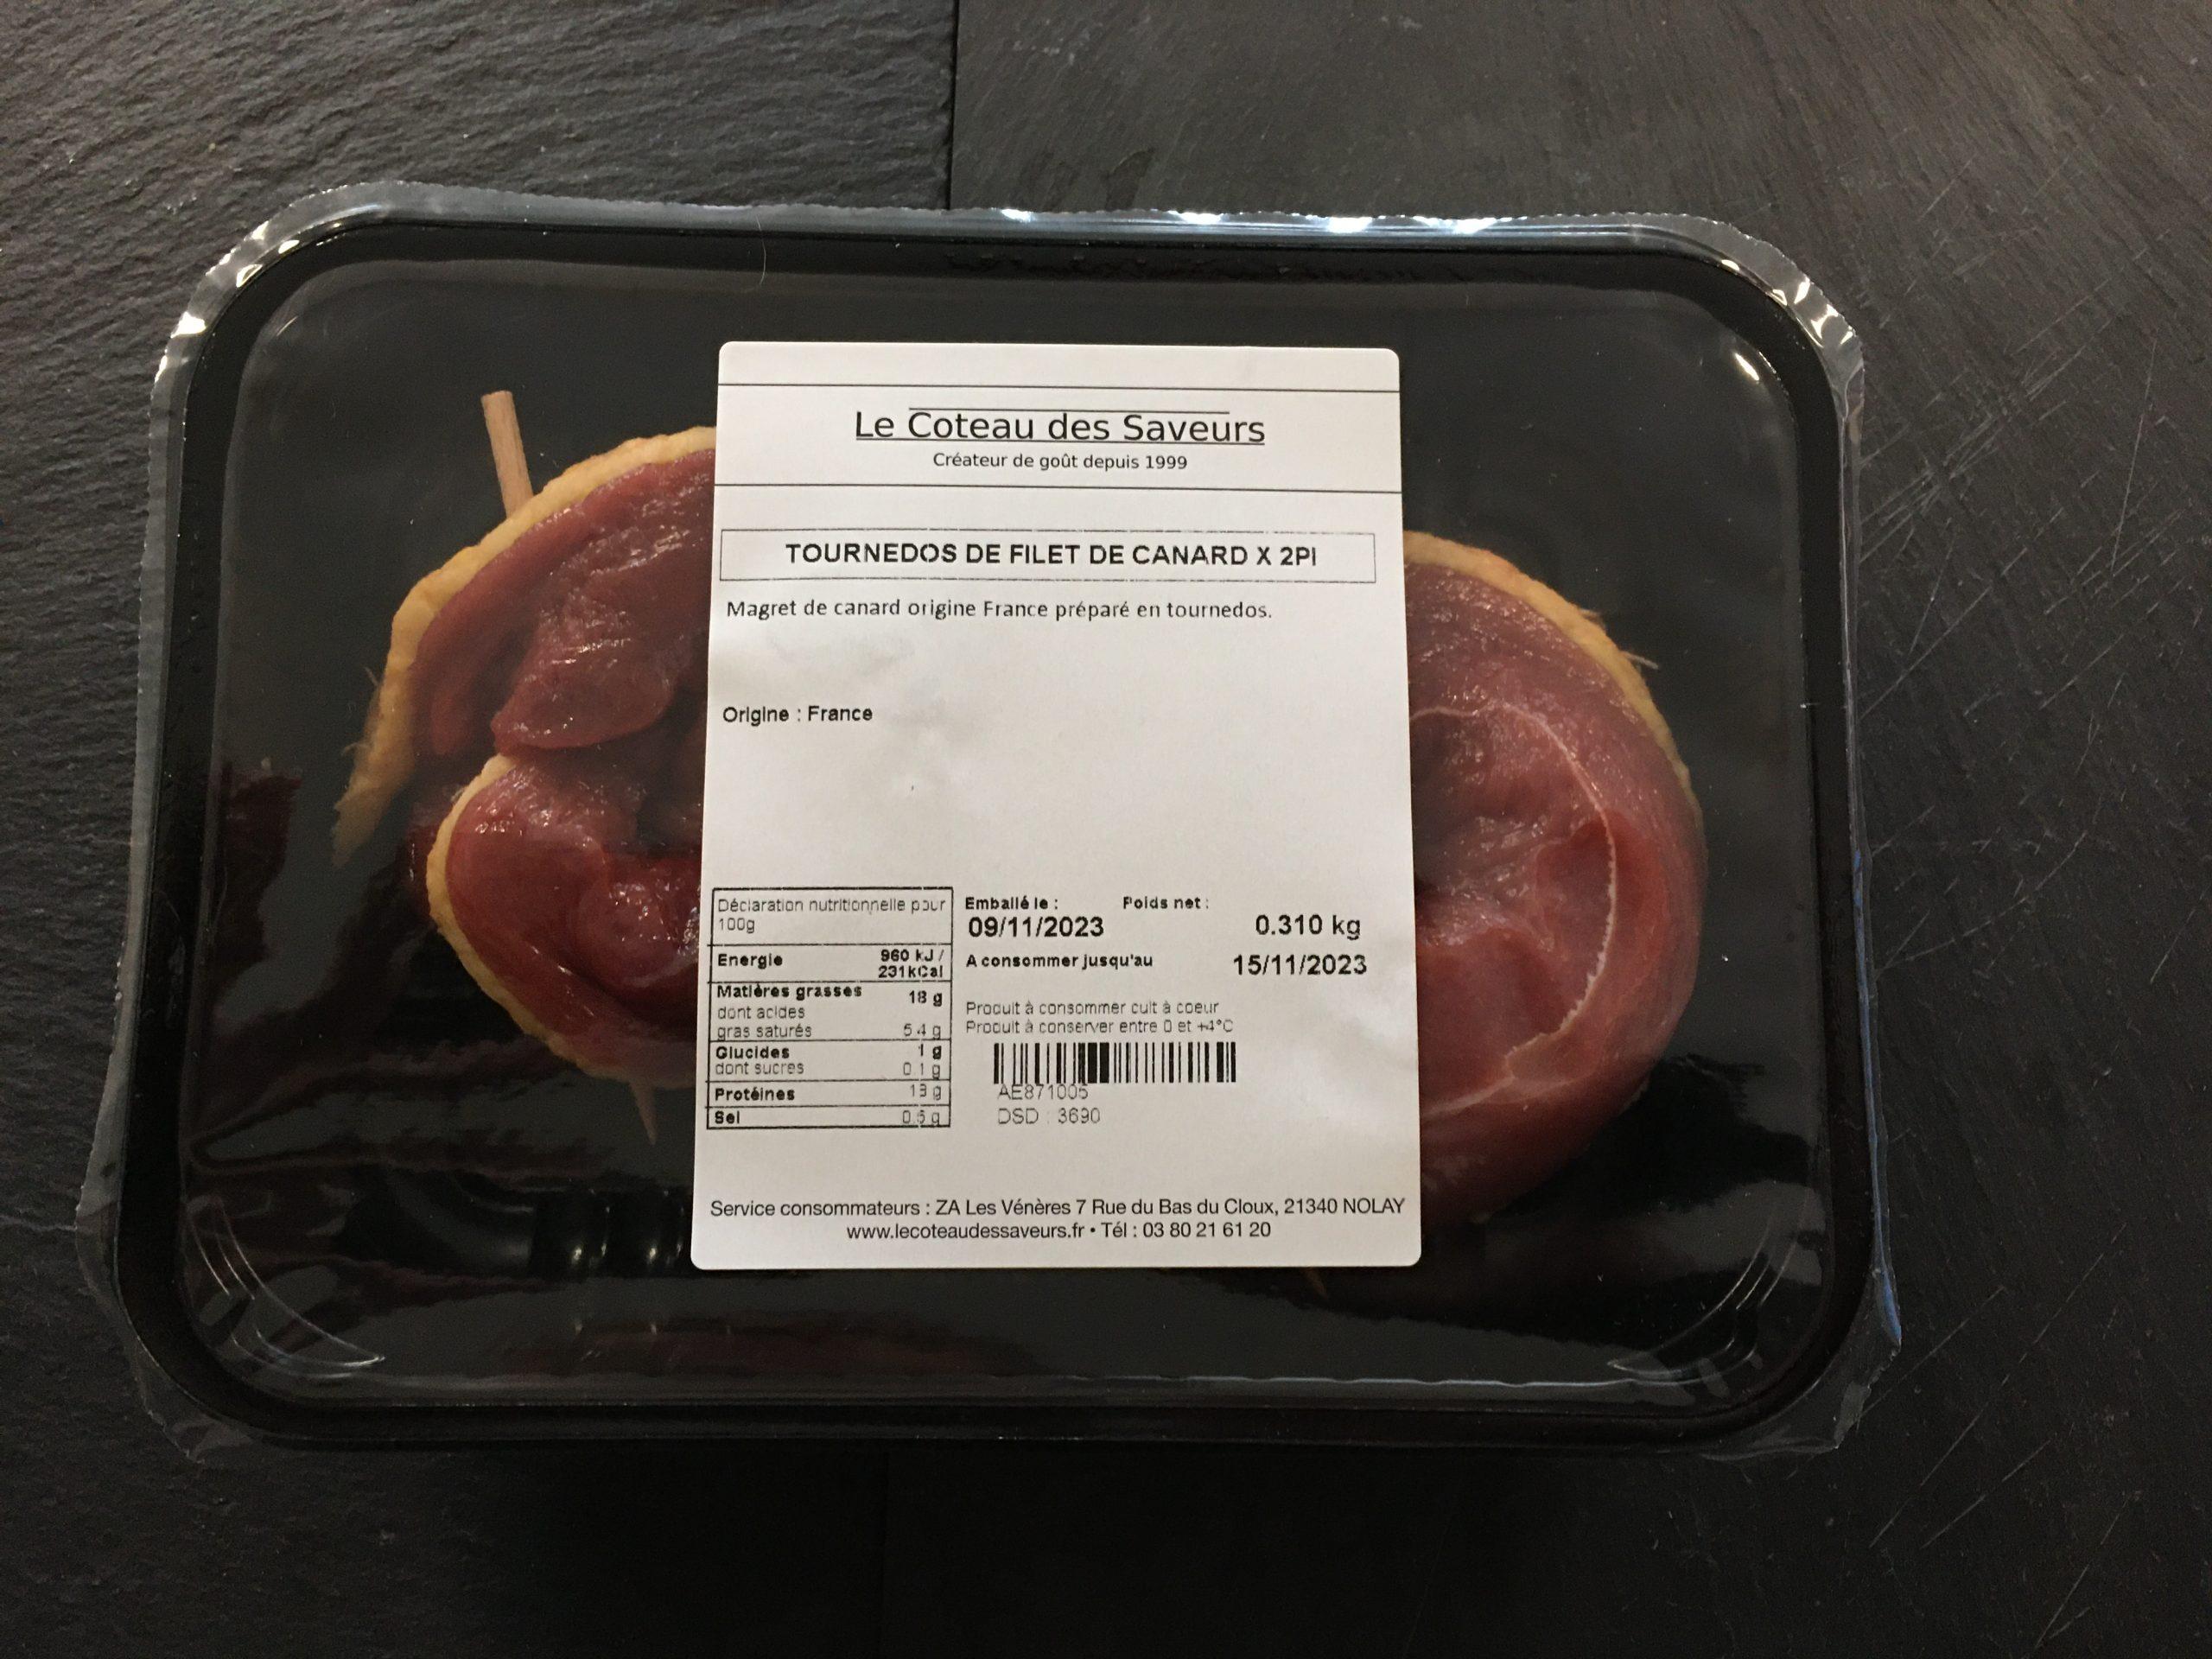 Le Coteau des Saveurs
Créateur de goût depuis 1999
TOURNEDOS DE FILET DE CANARD X 2PI
Magret de canard origine France préparé en tournedos.
Origine : France
Déclaration nutritionnelle pour
100g
Energie 960 kJ /
231kCal
Matières grasses 18 g
dont acides
gras saturés 5.4 g
Glucides 1 g
dont sucres 0.1 g
Protéines 13 g
Sel 0.5 g
Emballé le : Poids net :
09/11/2023 0.310 kg
A consommer jusqu'au 15/11/2023
Produit à consommer cuit à coeur
Produit à conserver entre 0 et +4°C
AE871005
DSD : 3690
Service consommateurs : ZA Les Vénères 7 Rue du Bas du Cloux, 21340 NOLAY
www.lecoteaudessaveurs.fr • Tél : 03 80 21 61 20